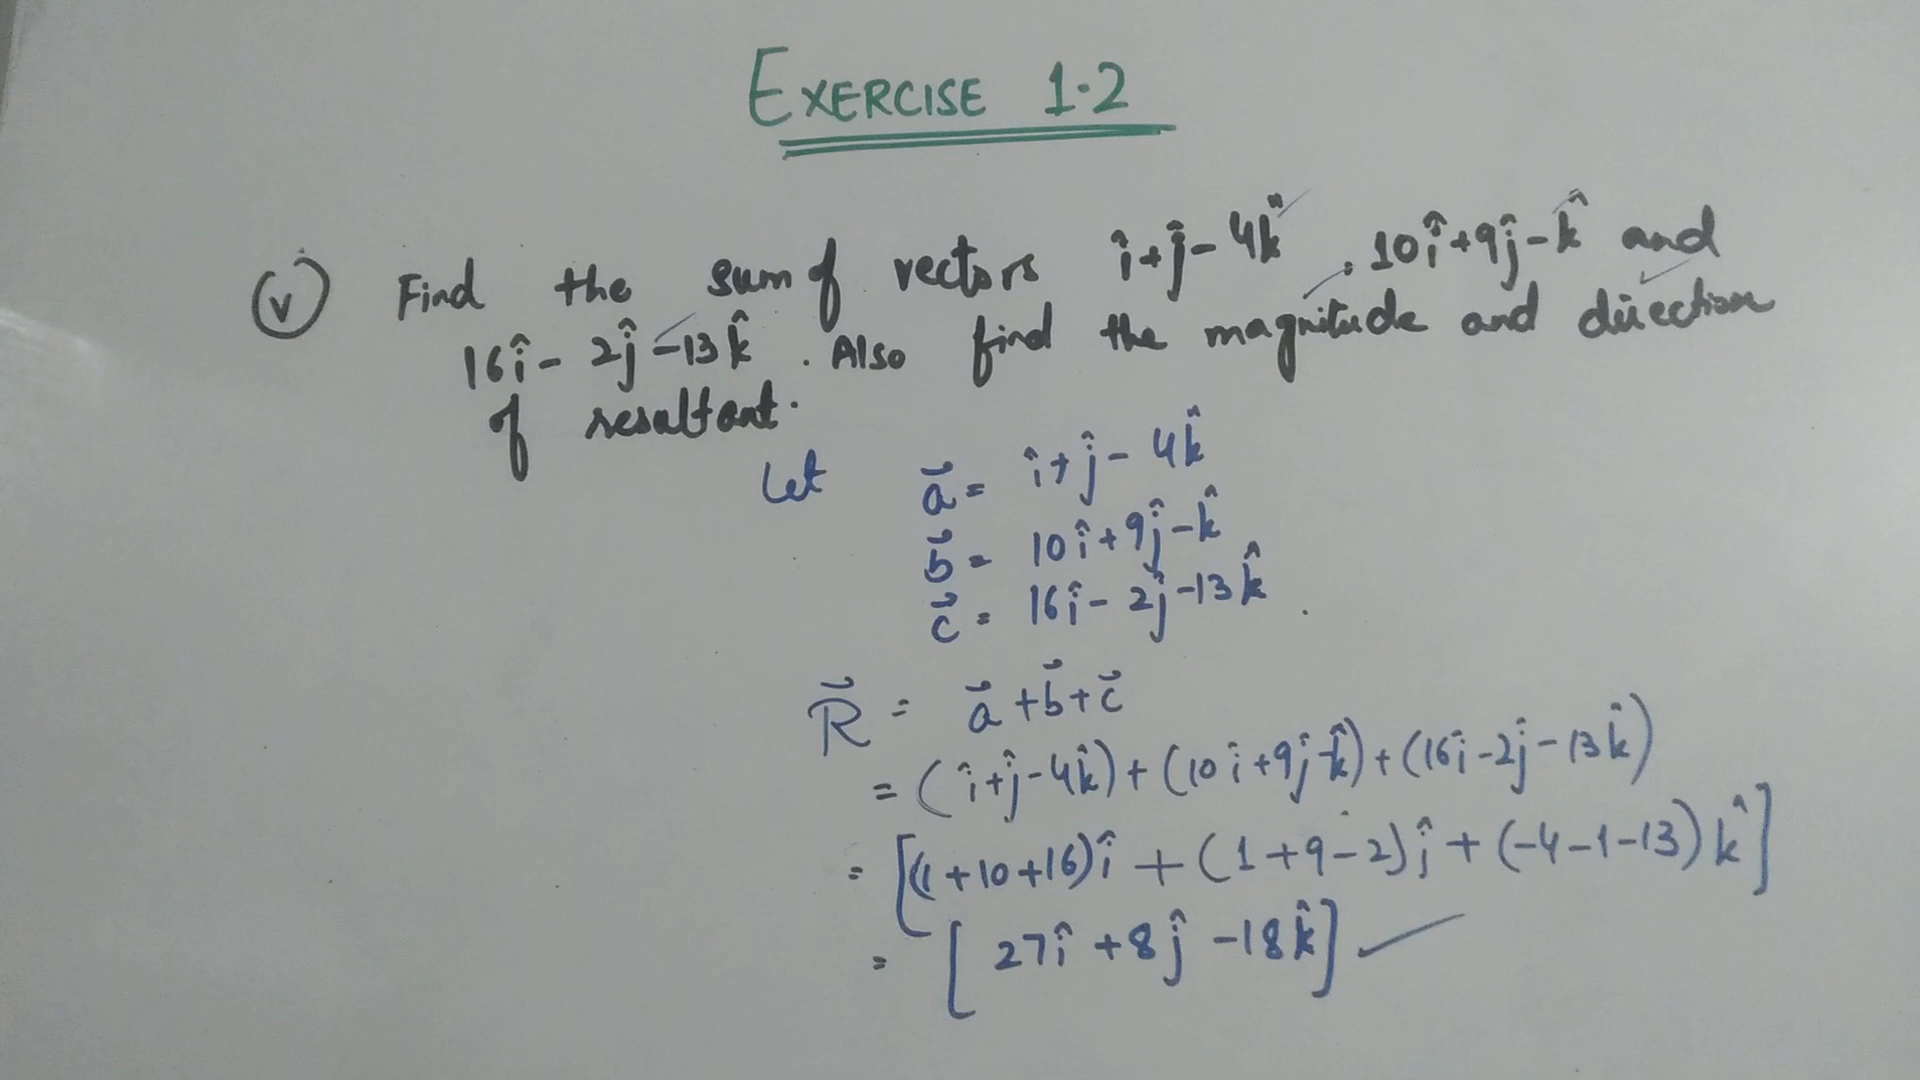 EXERCISE 1.2
(v) Find the sum of vectors î+ĵ-4k̂, 10î+9ĵ-k̂ and
16î-2ĵ-13k̂. Also find the magnitude and direction
of resultant.
Let a⃗ = î+ĵ-4k̂
b⃗ = 10î+9ĵ-k̂
c⃗ = 16î-2ĵ-13k̂
R⃗ = a⃗+b⃗+c⃗
= (î+ĵ-4k̂)+(10î+9ĵ-k̂)+(16î-2ĵ-13k̂)
= [(1+10+16)î+(1+9-2)ĵ+(-4-1-13)k̂]
= [27î+8ĵ-18k̂]